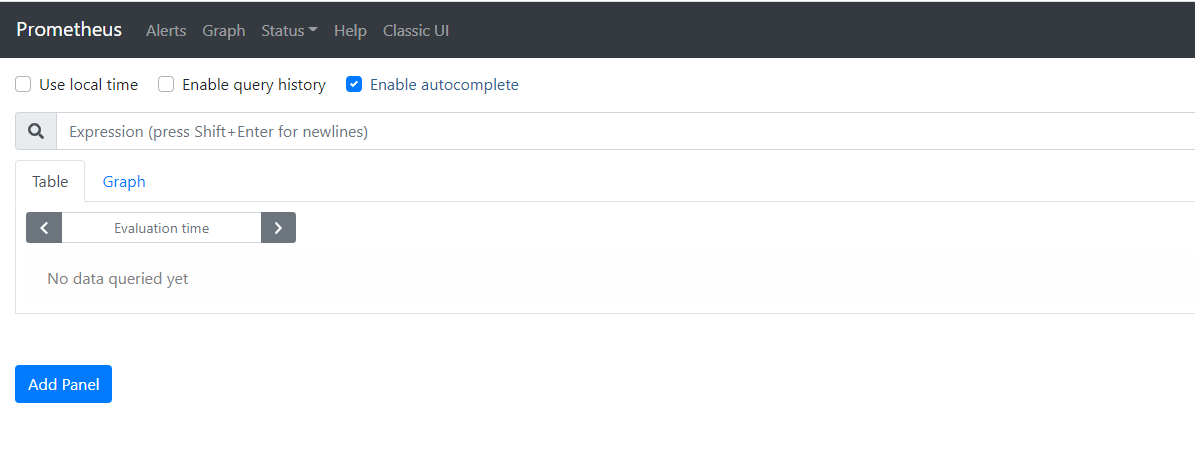 Prometheus Alerts Graph Status Help Classic UI
Use local time Enable query history Enable autocomplete
Expression (press Shift+Enter for newlines)
Table Graph
Evaluation time
No data queried yet
Add Panel